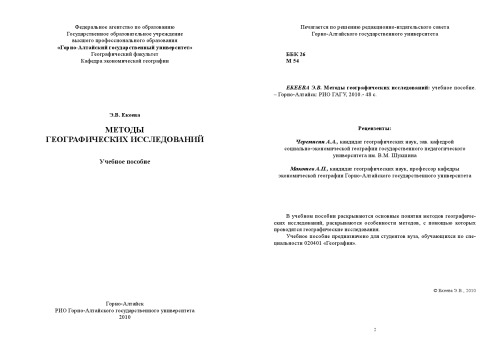 Федеральное агентство по образованию
Государственное образовательное учреждение
высшего профессионального образования
«Горно-Алтайский государственный университет»
Географический факультет
Кафедра экономической географии
Э.В. Екеева
МЕТОДЫ
ГЕОГРАФИЧЕСКИХ ИССЛЕДОВАНИЙ
Учебное пособие
Горно-Алтайск
РИО Горно-Алтайского государственного университета
2010
Печатается по решению редакционно-издательского совета
Горно-Алтайского государственного университета
ББК 26
М 54
ЕКЕЕВА Э.В. Методы географических исследований: учебное пособие.
– Горно-Алтайск: РИО ГАГУ, 2010 – 48 с.
Рецензенты:
Черемисин А.А., кандидат географических наук, зав. кафедрой
социально-экономической географии государственного педагогического
университета им. В.М. Шукшина
Манышев А.П., кандидат географических наук, профессор кафедры
экономической географии Горно-Алтайского государственного университета
В учебном пособии раскрываются основные понятия методов географичес-
ких исследований, раскрываются особенности методов, с помощью которых
проводятся географические исследования.
Учебное пособие предназначено для студентов вуза, обучающихся по спе-
циальности 020401 «География».
© Екеева Э.В., 2010
2